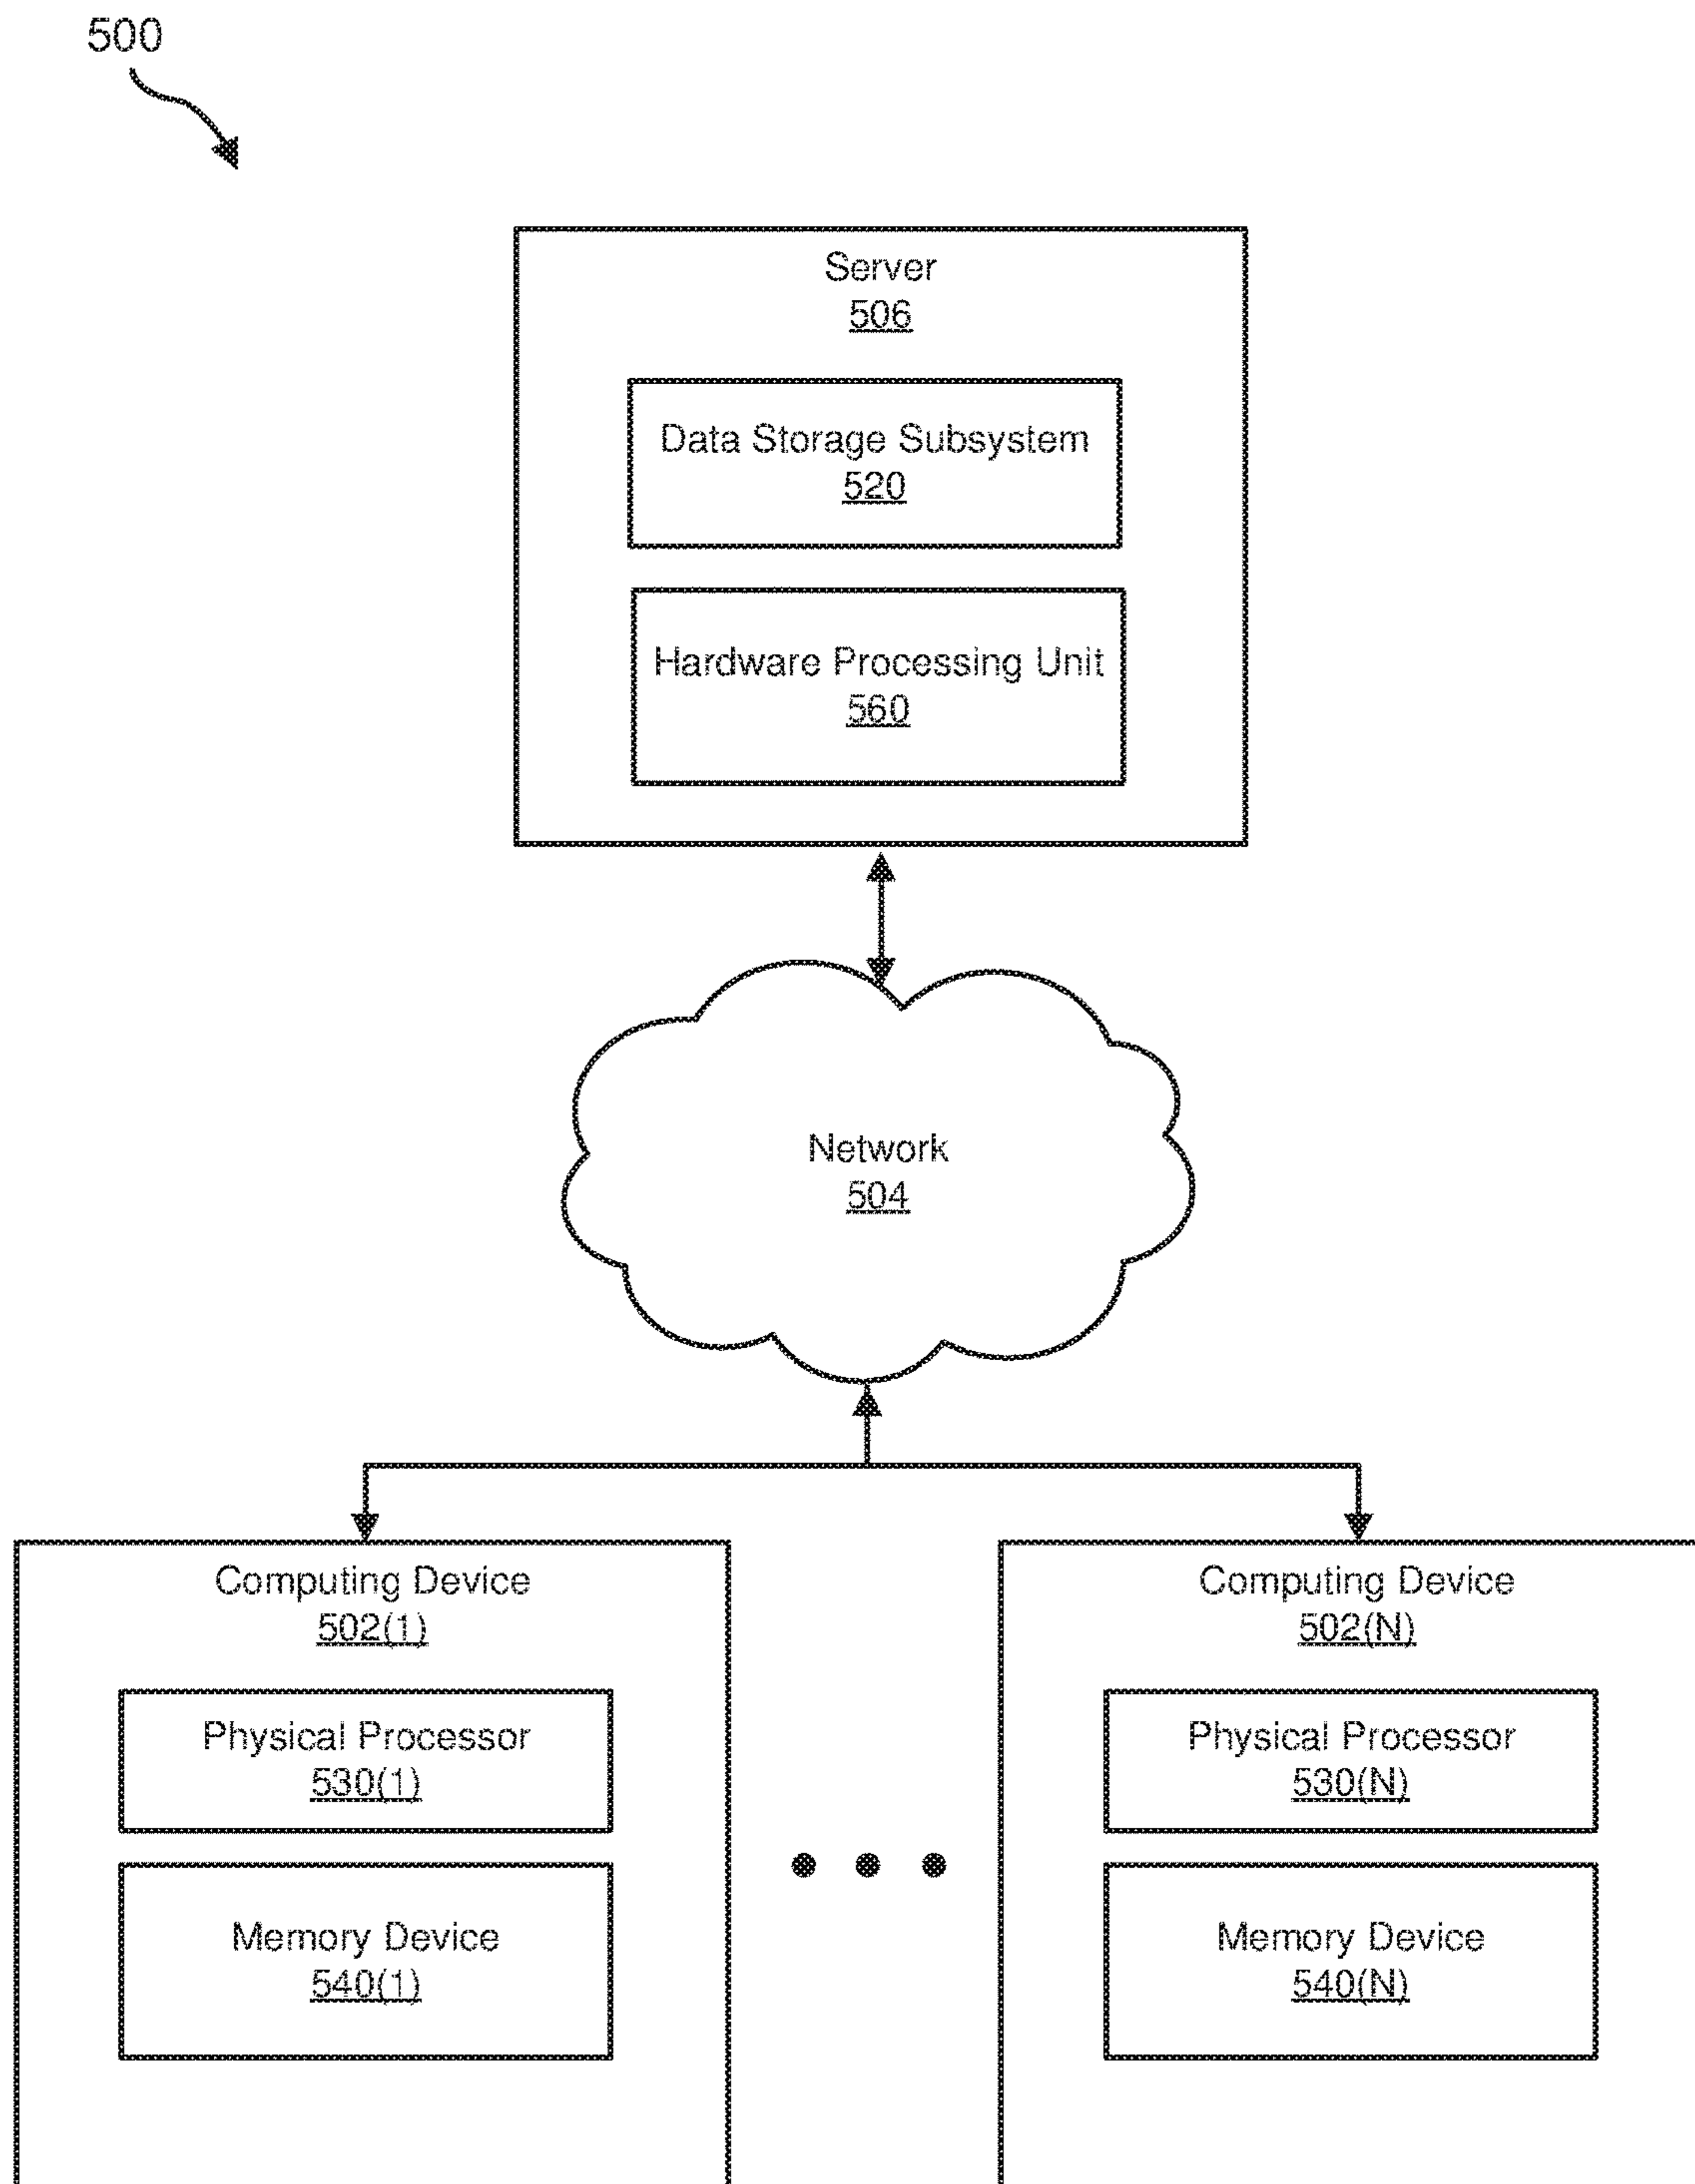 500
Server
506
Data Storage Subsystem
520
Hardware Processing Unit
560
Network
504
Computing Device
502(1)
Physical Processor
530(1)
Memory Device
540(1)
Computing Device
502(N)
Physical Processor
530(N)
Memory Device
540(N)